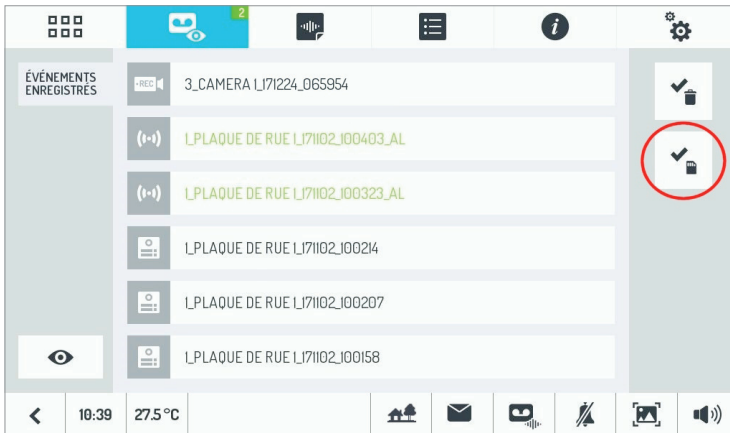 2
ÉVÉNEMENTS
ENREGISTRÉS
•REC
3_CAMERA 1_171224_065954
1_PLAQUE DE RUE 1_171102_100403_AL
1_PLAQUE DE RUE 1_171102_100323_AL
1_PLAQUE DE RUE 1_171102_100214
1_PLAQUE DE RUE 1_171102_100207
1_PLAQUE DE RUE 1_171102_100158
10:39
27.5 °C